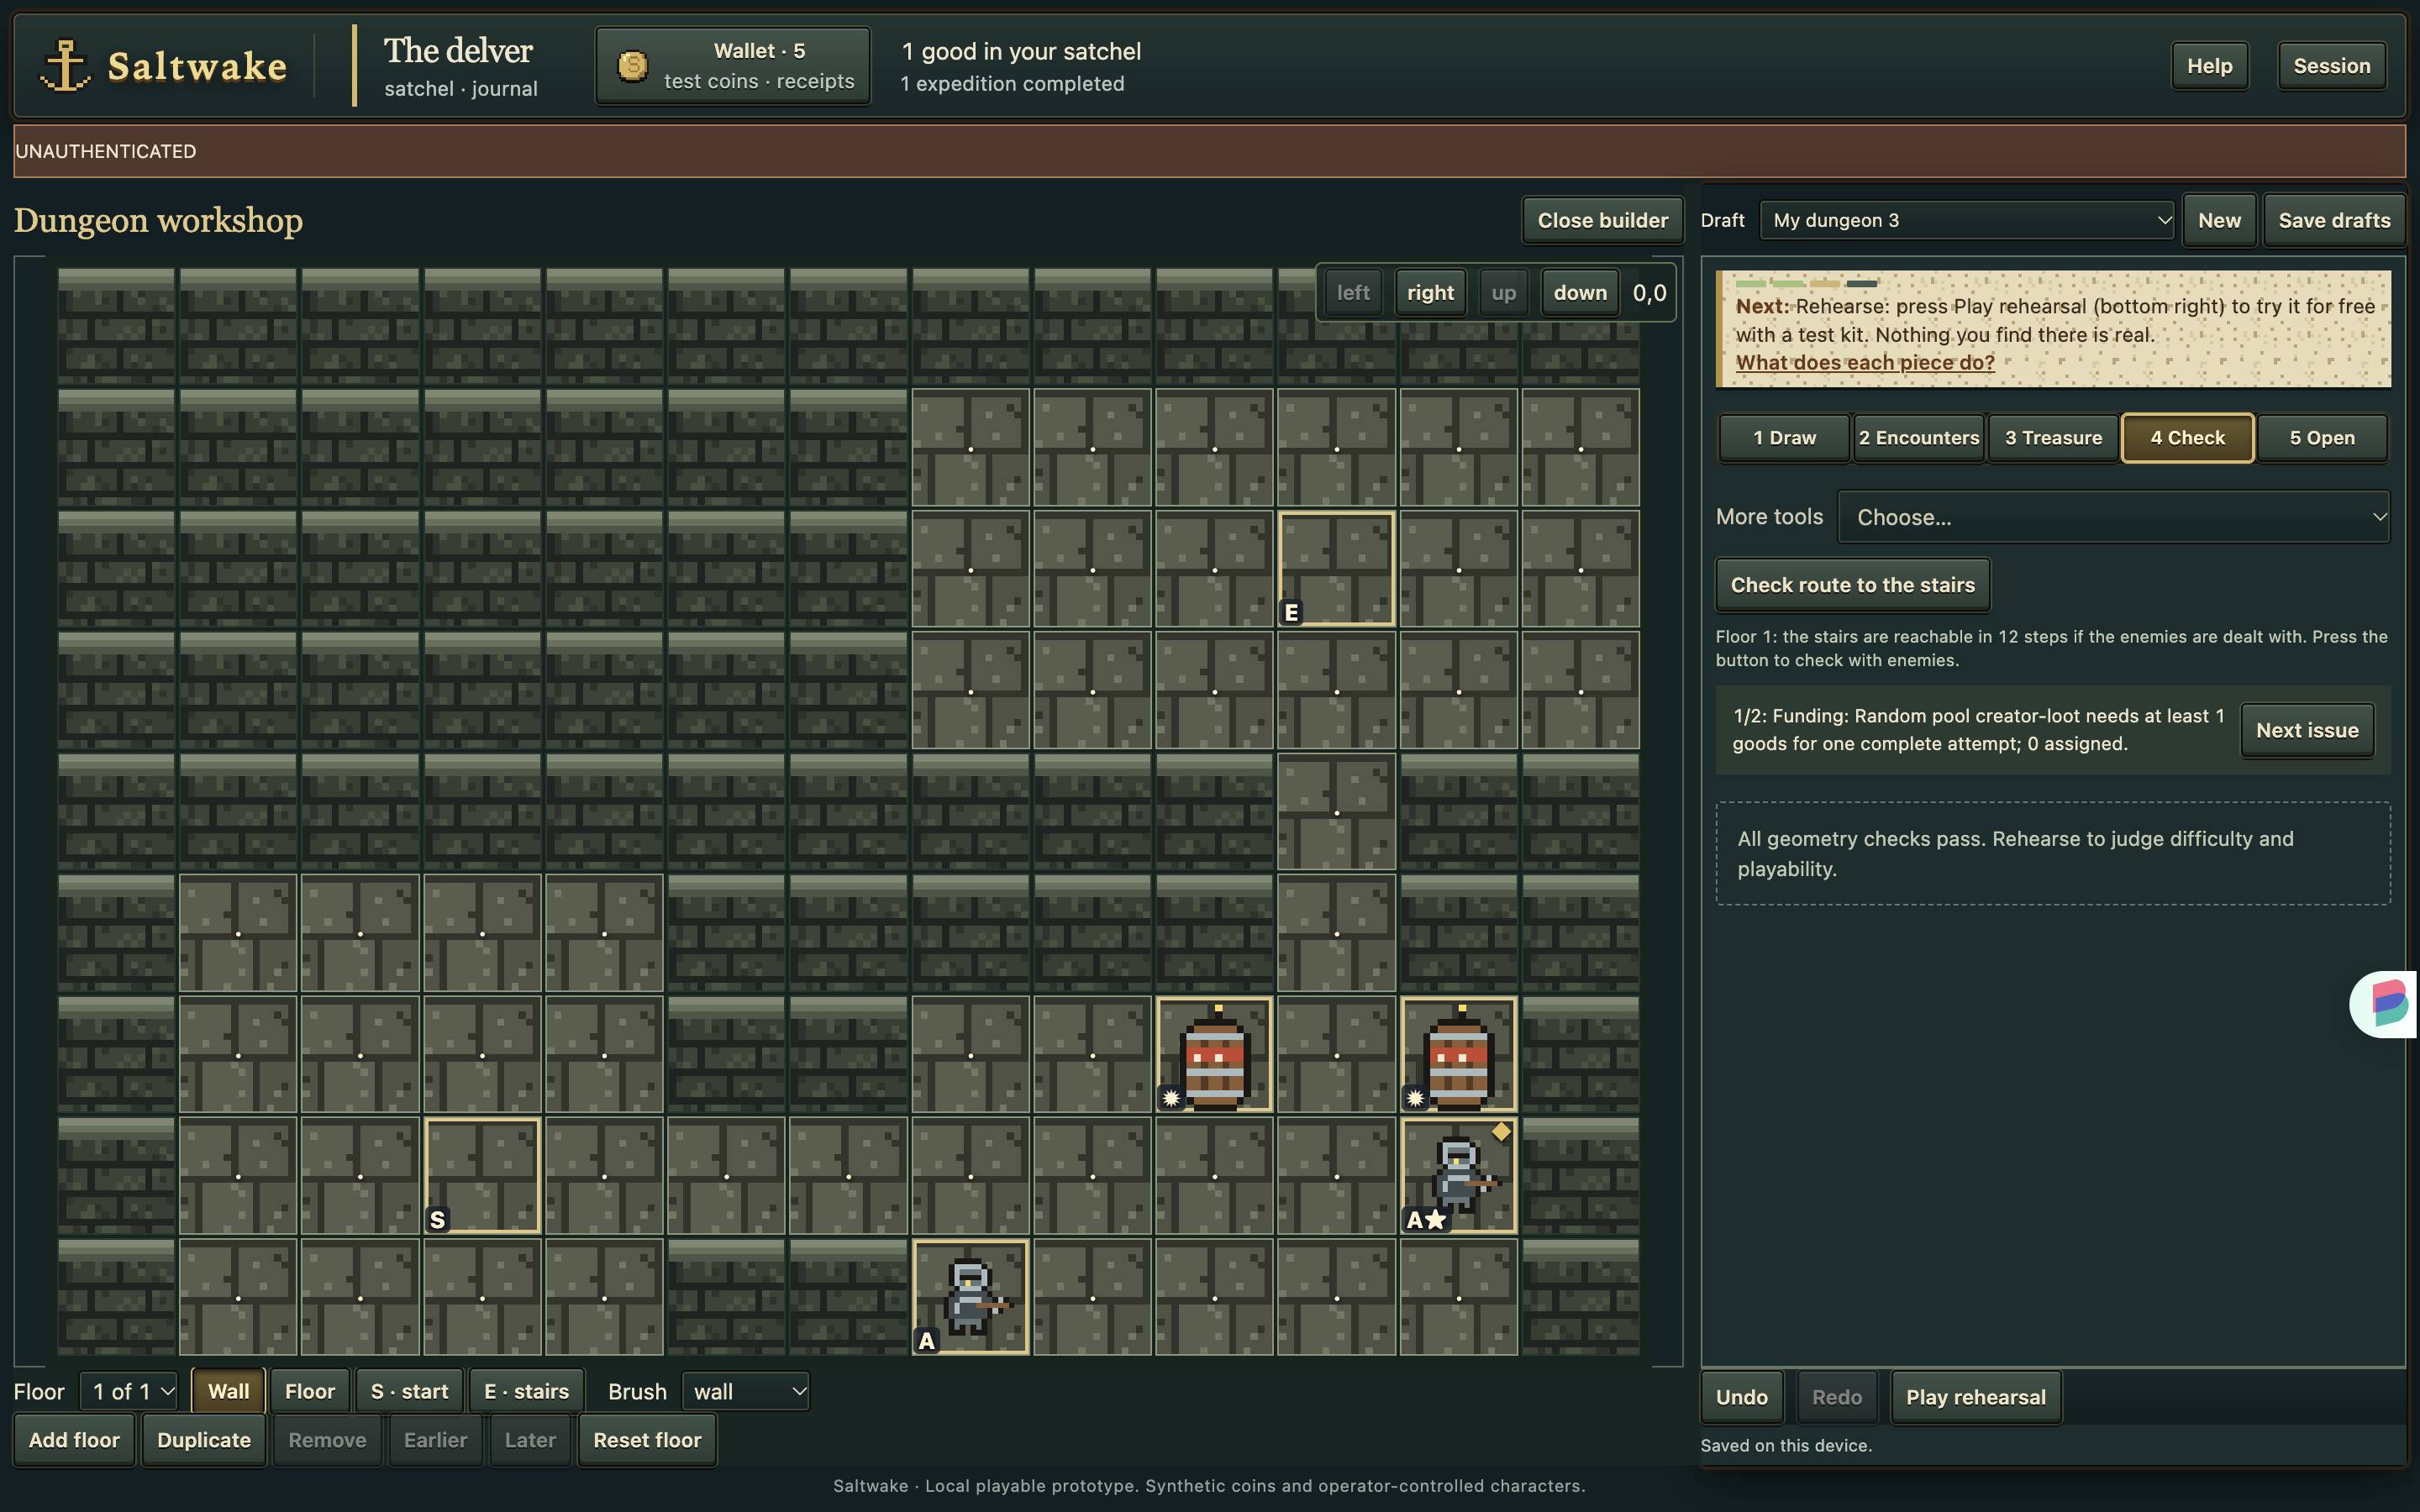 Saltwake
The delver
satchel · journal
Wallet · 5
test coins · receipts
1 good in your satchel
1 expedition completed
Help
Session
UNAUTHENTICATED
Dungeon workshop
Close builder
Draft
My dungeon 3
New
Save drafts
left
right
up
down
0,0
Next: Rehearse: press Play rehearsal (bottom right) to try it for free
with a test kit. Nothing you find there is real.
What does each piece do?
1 Draw
2 Encounters
3 Treasure
4 Check
5 Open
More tools
Choose...
Check route to the stairs
Floor 1: the stairs are reachable in 12 steps if the enemies are dealt with. Press the
button to check with enemies.
1/2: Funding: Random pool creator-loot needs at least 1
goods for one complete attempt; 0 assigned.
Next issue
All geometry checks pass. Rehearse to judge difficulty and
playability.
E
S
A★
A
Floor
1 of 1
Wall
Floor
S · start
E · stairs
Brush
wall
Add floor
Duplicate
Remove
Earlier
Later
Reset floor
Undo
Redo
Play rehearsal
Saved on this device.
Saltwake · Local playable prototype. Synthetic coins and operator-controlled characters.